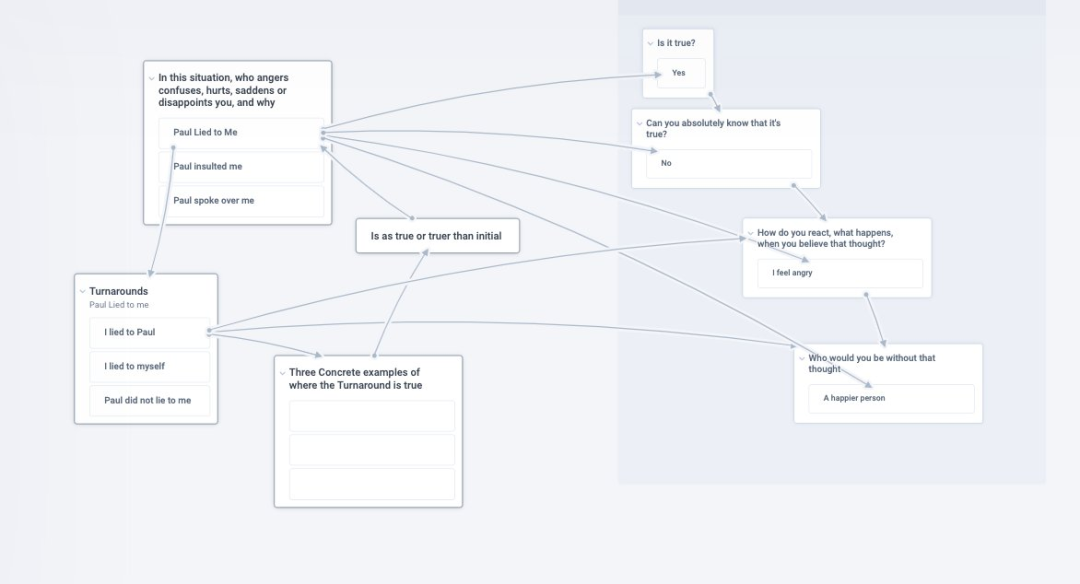 In this situation, who angers
confuses, hurts, saddens or
disappoints you, and why
Paul Lied to Me
Paul insulted me
Paul spoke over me
Is as true or truer than initial
Turnarounds
Paul Lied to me
I lied to Paul
I lied to myself
Paul did not lie to me
Three Concrete examples of
where the Turnaround is true
Is it true?
Yes
Can you absolutely know that it's
true?
No
How do you react, what happens,
when you believe that thought?
I feel angry
Who would you be without that
thought
A happier person